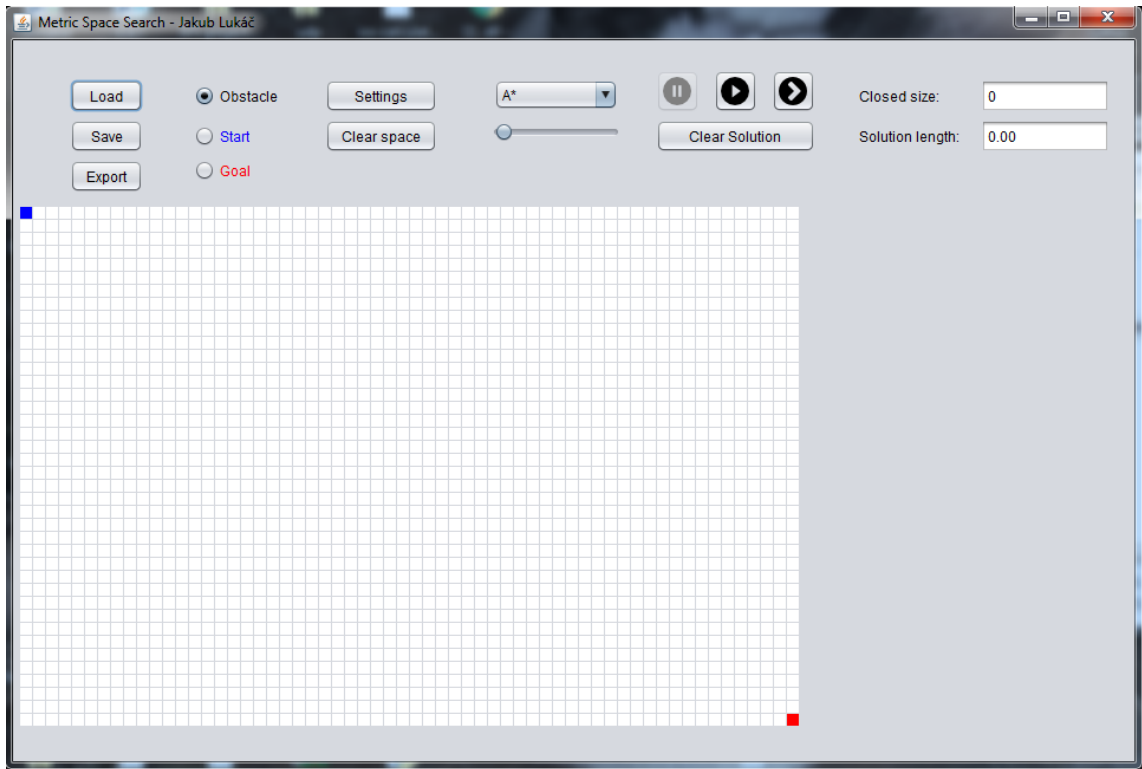 Metric Space Search - Jakub Lukáč
Load
Obstacle
Settings
A*
Closed size:
0
Save
Start
Clear space
Clear Solution
Solution length:
0.00
Export
Goal